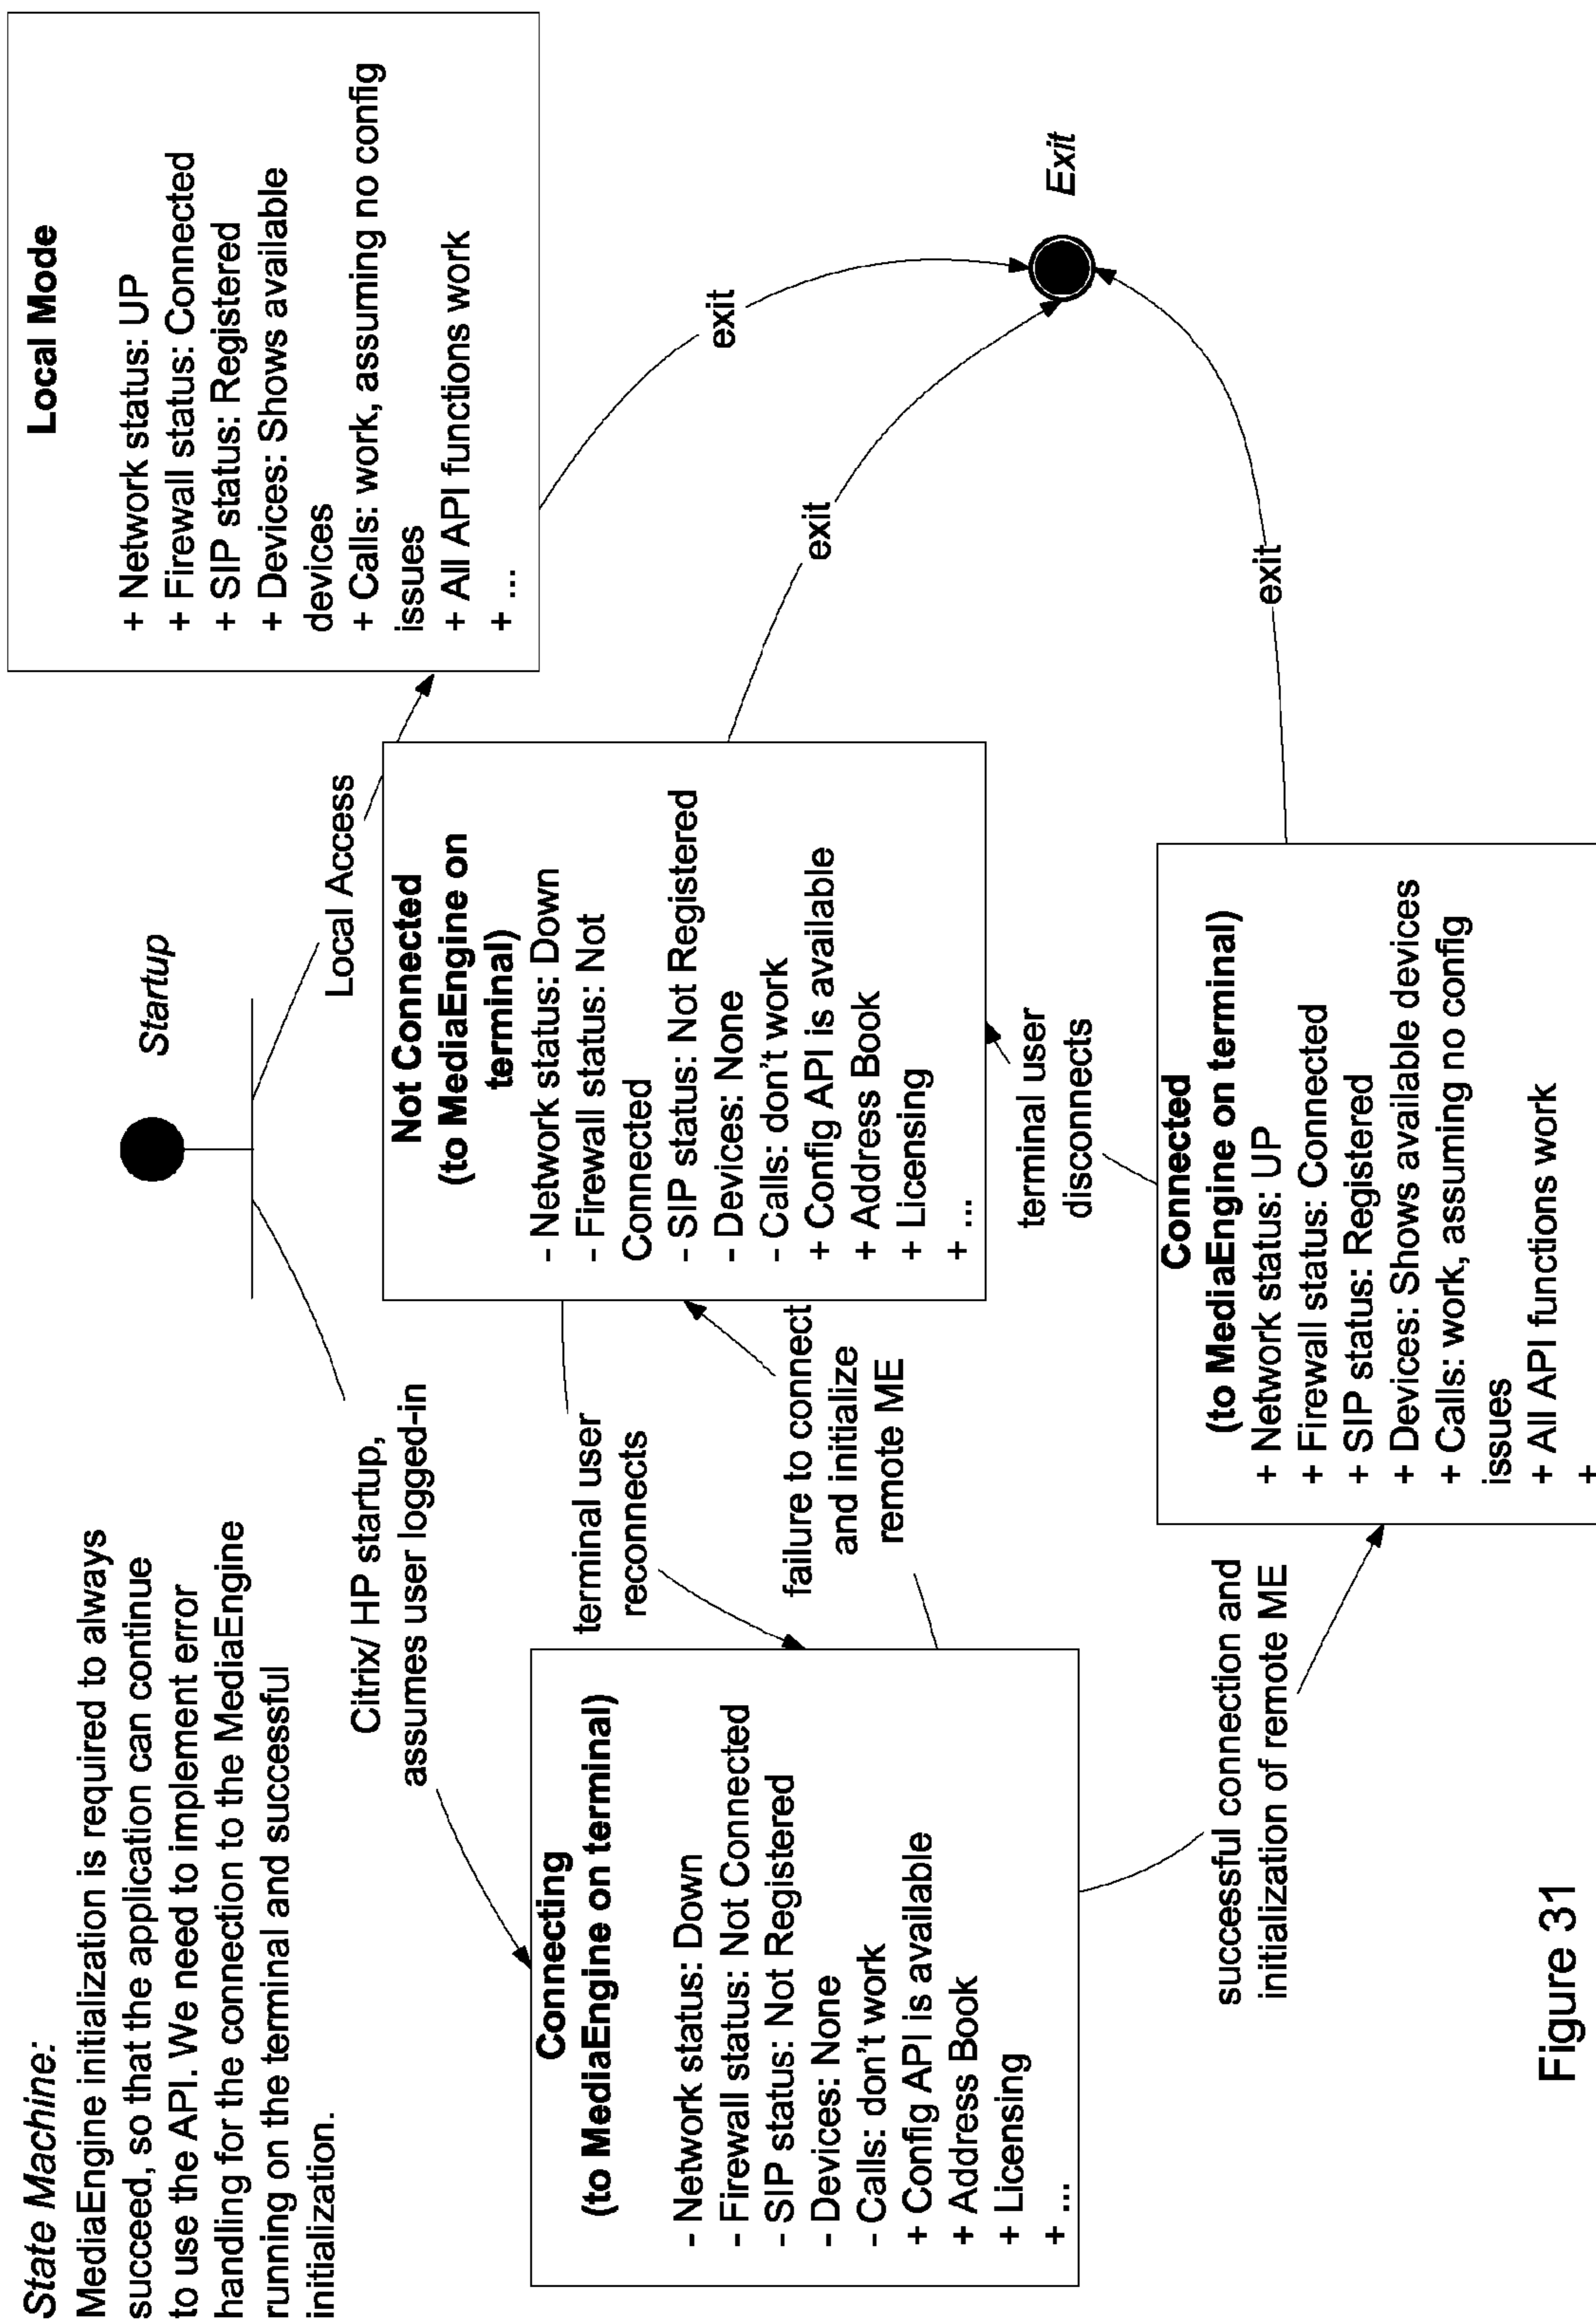 State Machine:
MediaEngine initialization is required to always
succeed, so that the application can continue
to use the API. We need to implement error
handling for the connection to the MediaEngine
running on the terminal and successful
initialization.
Startup
Citrix/ HP startup,
assumes user logged-in
Local Access
Local Mode
+ Network status: UP
+ Firewall status: Connected
+ SIP status: Registered
+ Devices: Shows available
devices
+ Calls: work, assuming no config
issues
+ All API functions work
+ ...
Not Connected
(to MediaEngine on
terminal)
- Network status: Down
- Firewall status: Not
Connected
- SIP status: Not Registered
- Devices: None
- Calls: don't work
+ Config API is available
+ Address Book
+ Licensing
+ ...
terminal user
reconnects
failure to connect
and initialize
remote ME
Connecting
(to MediaEngine on terminal)
- Network status: Down
- Firewall status: Not Connected
- SIP status: Not Registered
- Devices: None
- Calls: don't work
+ Config API is available
+ Address Book
+ Licensing
+ ...
exit
exit
exit
Exit
terminal user
disconnects
successful connection and
initialization of remote ME
Connected
(to MediaEngine on terminal)
+ Network status: UP
+ Firewall status: Connected
+ SIP status: Registered
+ Devices: Shows available devices
+ Calls: work, assuming no config
issues
+ All API functions work
+
Figure 31